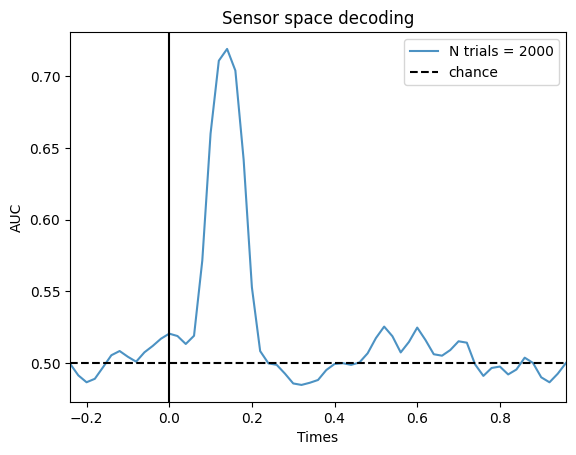 Sensor space decoding
N trials = 2000
chance
AUC
0.70
0.65
0.60
0.55
0.50
−0.2 0.0 0.2 0.4 0.6 0.8
Times